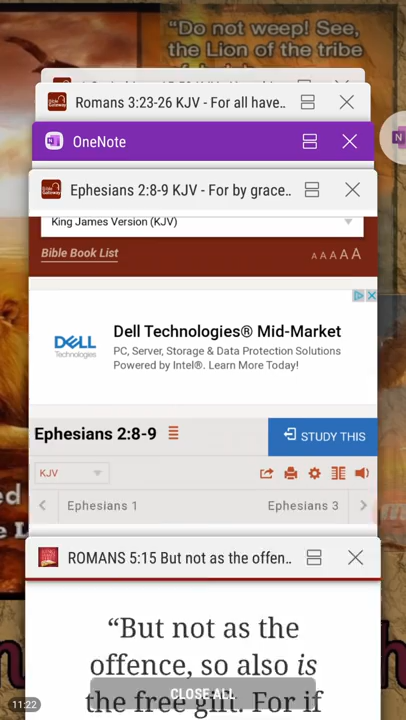 “Do not weep! See,
the Lion of the tribe
Romans 3:23-26 KJV - For all have..
OneNote
N
Ephesians 2:8-9 KJV - For by grace..
King James Version (KJV)
Bible Book List
A A A A A
DELL
Technologies
Dell Technologies® Mid-Market
PC, Server, Storage & Data Protection Solutions
Powered by Intel®. Learn More Today!
Ephesians 2:8-9
STUDY THIS
KJV
Ephesians 1
Ephesians 3
ROMANS 5:15 But not as the offen..
“But not as the
offence, so also is
the free gift. For if
CLOSE ALL
11:22